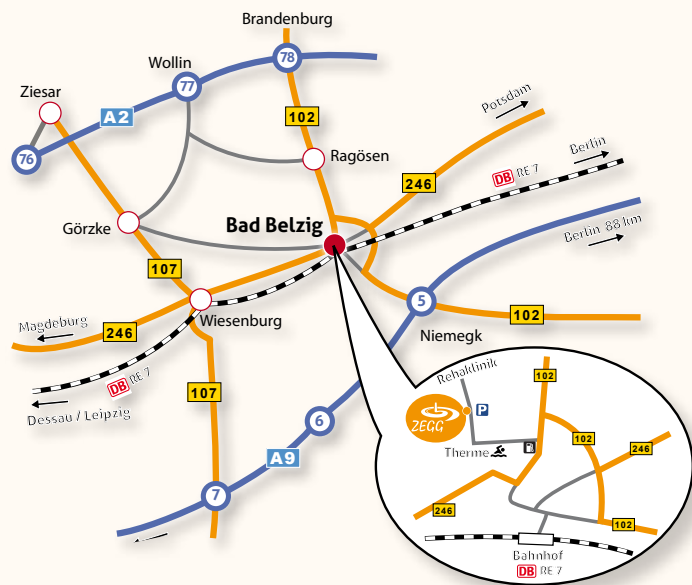 Brandenburg
78
Wollin
77
Ziesar
A2
102
76
Ragösen
Potsdam
246
DB RE 7
Berlin
Görzke
Bad Belzig
Berlin 88 km
107
5
Wiesenburg
102
Magdeburg
246
Niemegk
DB RE 7
107
Dessau / Leipzig
6
A9
7
Rehaklinik
102
P
ZEGG
102
Therme
246
246
102
Bahnhof
DB RE 7